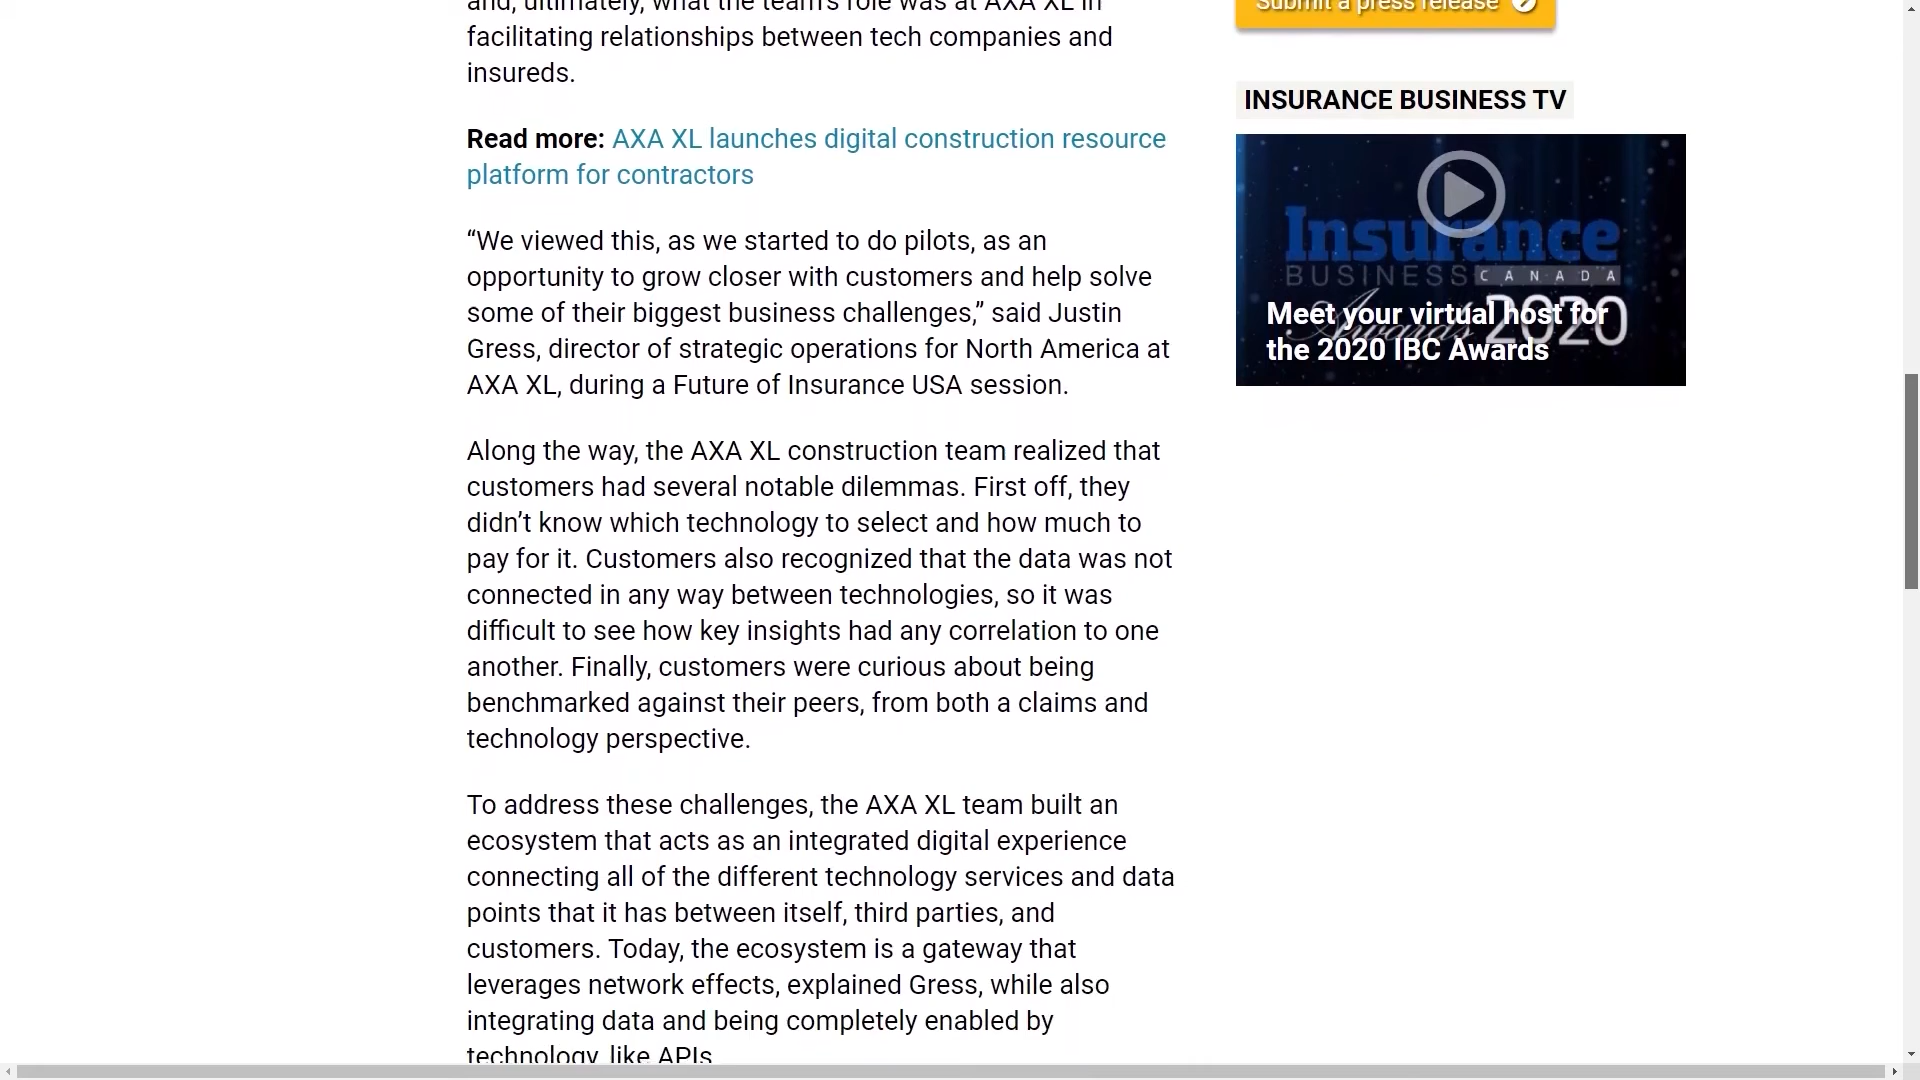 and, ultimately, what the team's role was at AXA XL in
facilitating relationships between tech companies and
insureds.
Read more: AXA XL launches digital construction resource
platform for contractors
“We viewed this, as we started to do pilots, as an
opportunity to grow closer with customers and help solve
some of their biggest business challenges,” said Justin
Gress, director of strategic operations for North America at
AXA XL, during a Future of Insurance USA session.
Along the way, the AXA XL construction team realized that
customers had several notable dilemmas. First off, they
didn’t know which technology to select and how much to
pay for it. Customers also recognized that the data was not
connected in any way between technologies, so it was
difficult to see how key insights had any correlation to one
another. Finally, customers were curious about being
benchmarked against their peers, from both a claims and
technology perspective.
To address these challenges, the AXA XL team built an
ecosystem that acts as an integrated digital experience
connecting all of the different technology services and data
points that it has between itself, third parties, and
customers. Today, the ecosystem is a gateway that
leverages network effects, explained Gress, while also
integrating data and being completely enabled by
technology, like APIs
Submit a press release
INSURANCE BUSINESS TV
Insurance
BUSINESS CANADA
Awards 2020
Meet your virtual host for
the 2020 IBC Awards